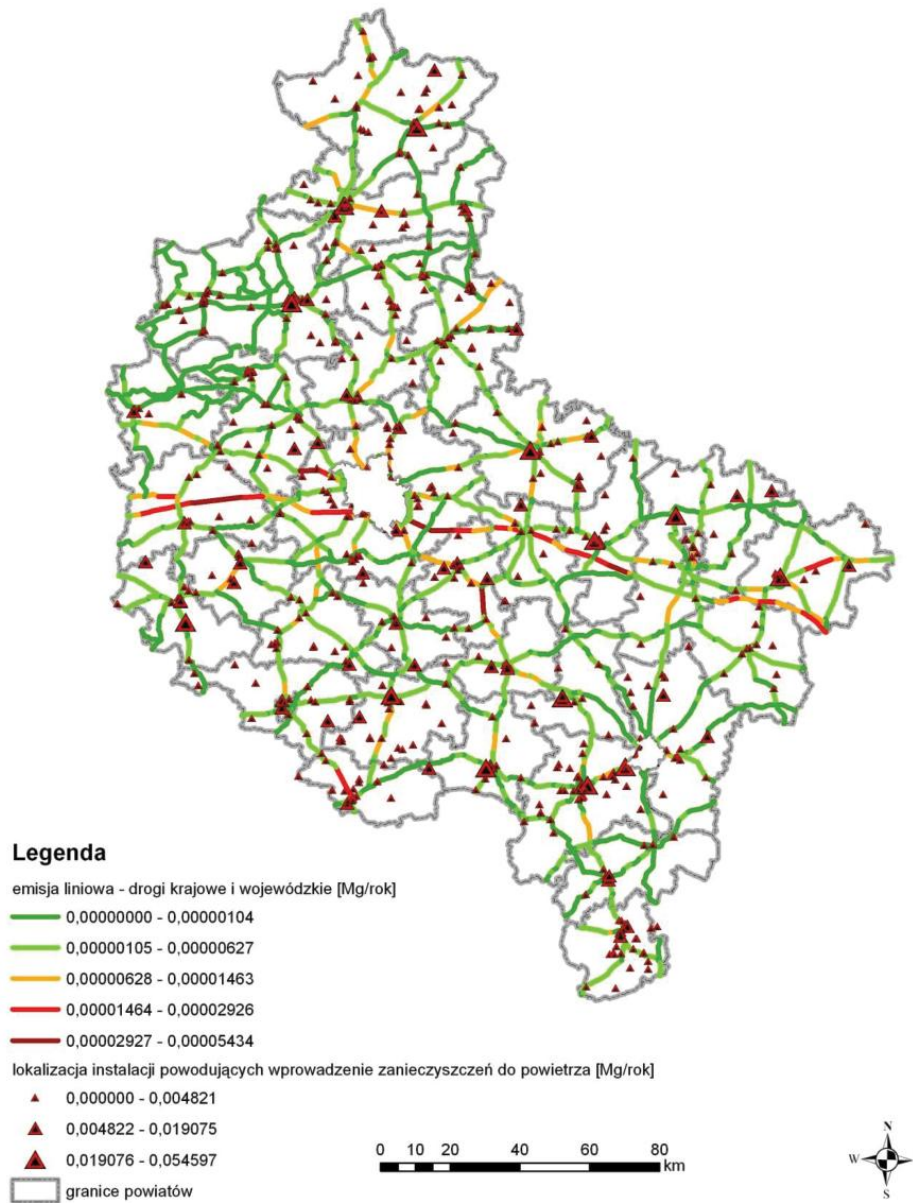 Legenda
emisja liniowa - drogi krajowe i wojewódzkie [Mg/rok]
0,00000000 - 0,00000104
0,00000105 - 0,00000627
0,00000628 - 0,00001463
0,00001464 - 0,00002926
0,00002927 - 0,00005434
lokalizacja instalacji powodujących wprowadzenie zanieczyszczeń do powietrza [Mg/rok]
0,000000 - 0,004821
0,004822 - 0,019075
0,019076 - 0,054597
granice powiatów
0 10 20 40 60 80
km
N
W E
S